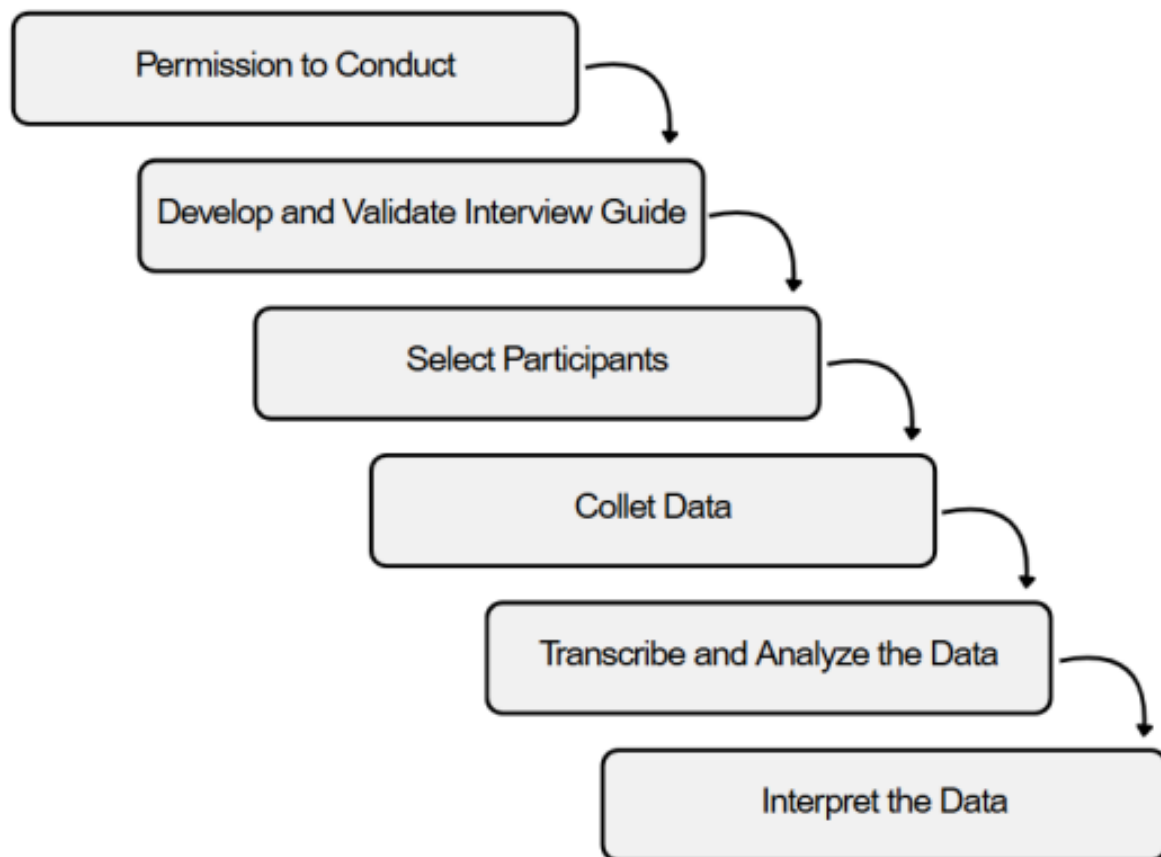 Permission to Conduct
Develop and Validate Interview Guide
Select Participants
Collet Data
Transcribe and Analyze the Data
Interpret the Data